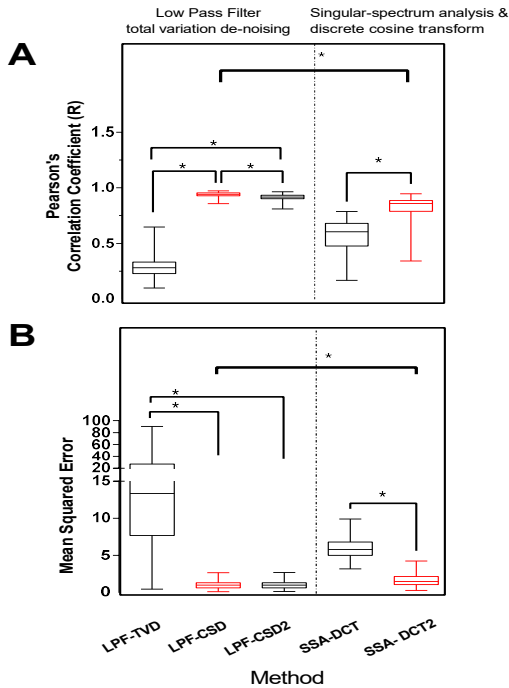 Low Pass Filter
total variation de-noising
Singular-spectrum analysis &
discrete cosine transform
A
*
*
*
*
*
Pearson's
Correlation Coefficient (R)
1.5
1.0
0.5
0.0
B
*
*
*
*
Mean Squared Error
100
80
60
40
20
15
10
5
0
LPF-TVD
LPF-CSD
LPF-CSD2
SSA-DCT
SSA- DCT2
Method